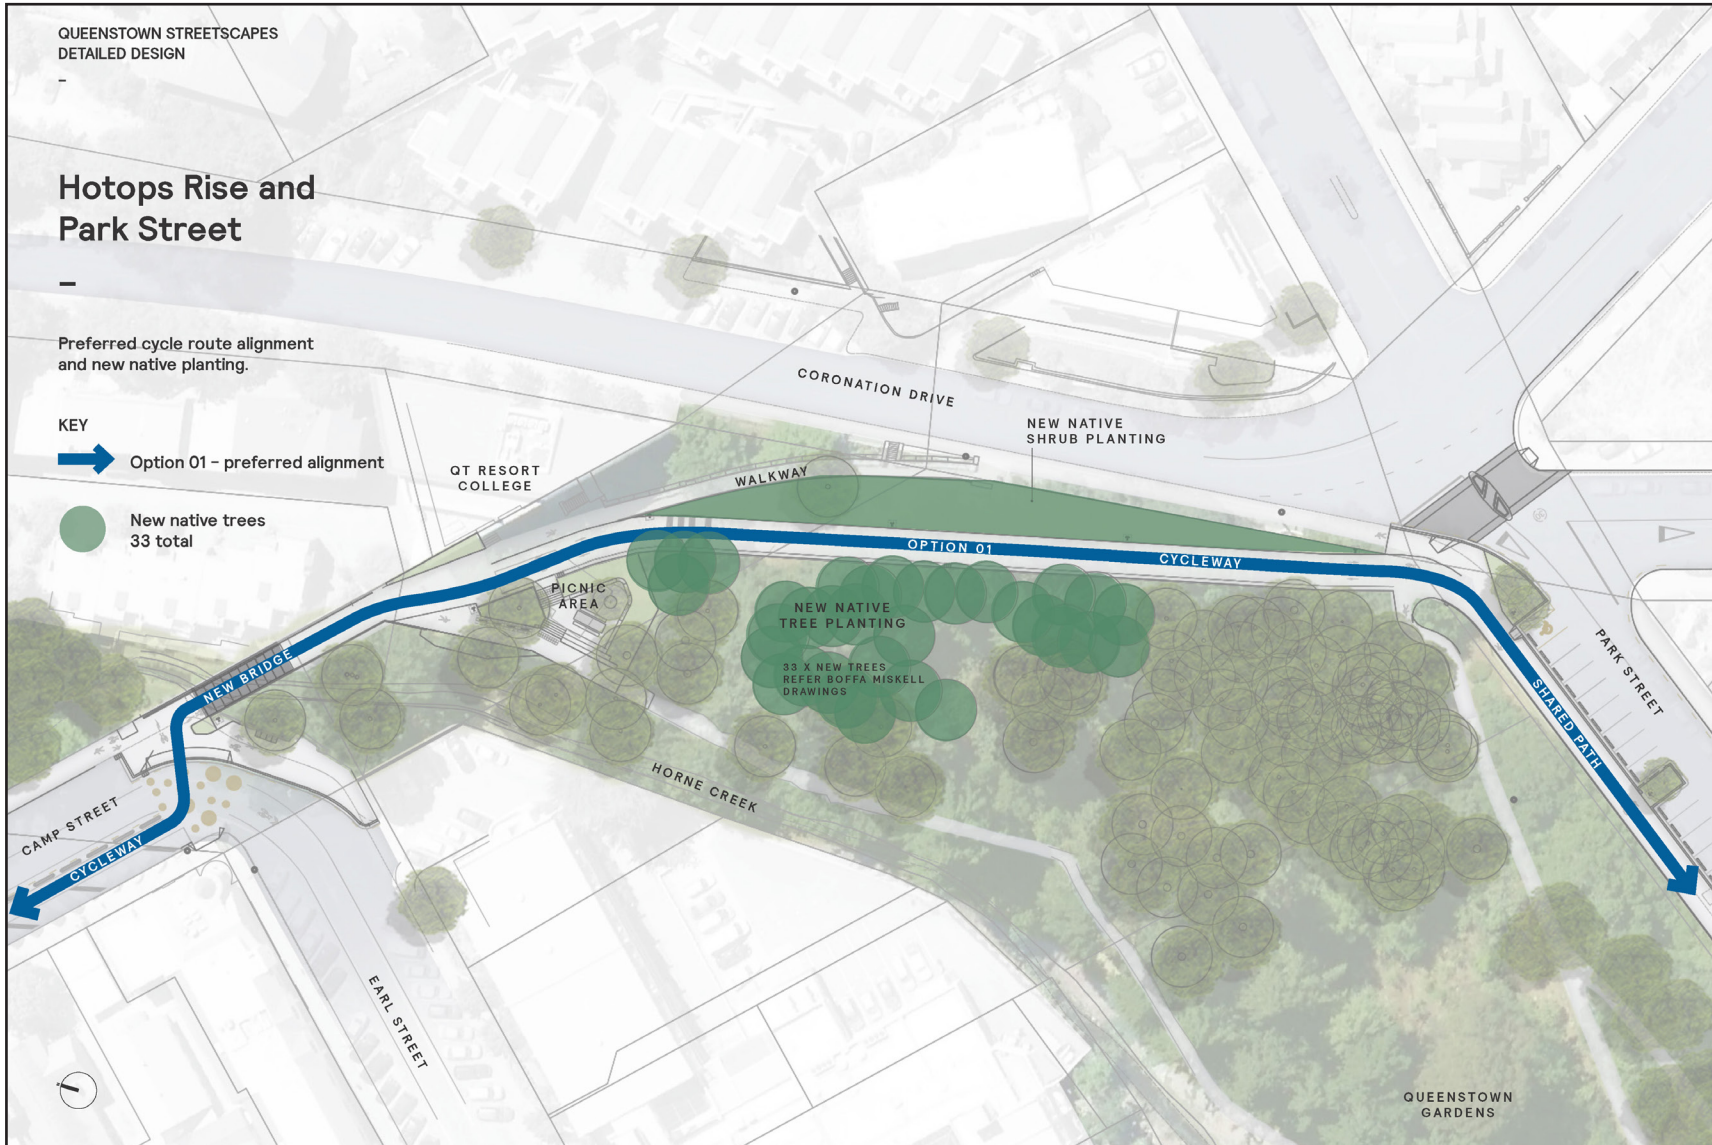 QUEENSTOWN STREETSCAPES
DETAILED DESIGN
–
Hotops Rise and
Park Street
–
Preferred cycle route alignment
and new native planting.
KEY
Option 01 – preferred alignment
New native trees
33 total
CORONATION DRIVE
NEW NATIVE
SHRUB PLANTING
QT RESORT
COLLEGE
WALKWAY
OPTION 01
CYCLEWAY
PICNIC
AREA
NEW NATIVE
TREE PLANTING
33 X NEW TREES
REFER BOFFA MISKELL
DRAWINGS
NEW BRIDGE
PARK STREET
SHARED PATH
HORNE CREEK
CAMP STREET
CYCLEWAY
EARL STREET
QUEENSTOWN
GARDENS